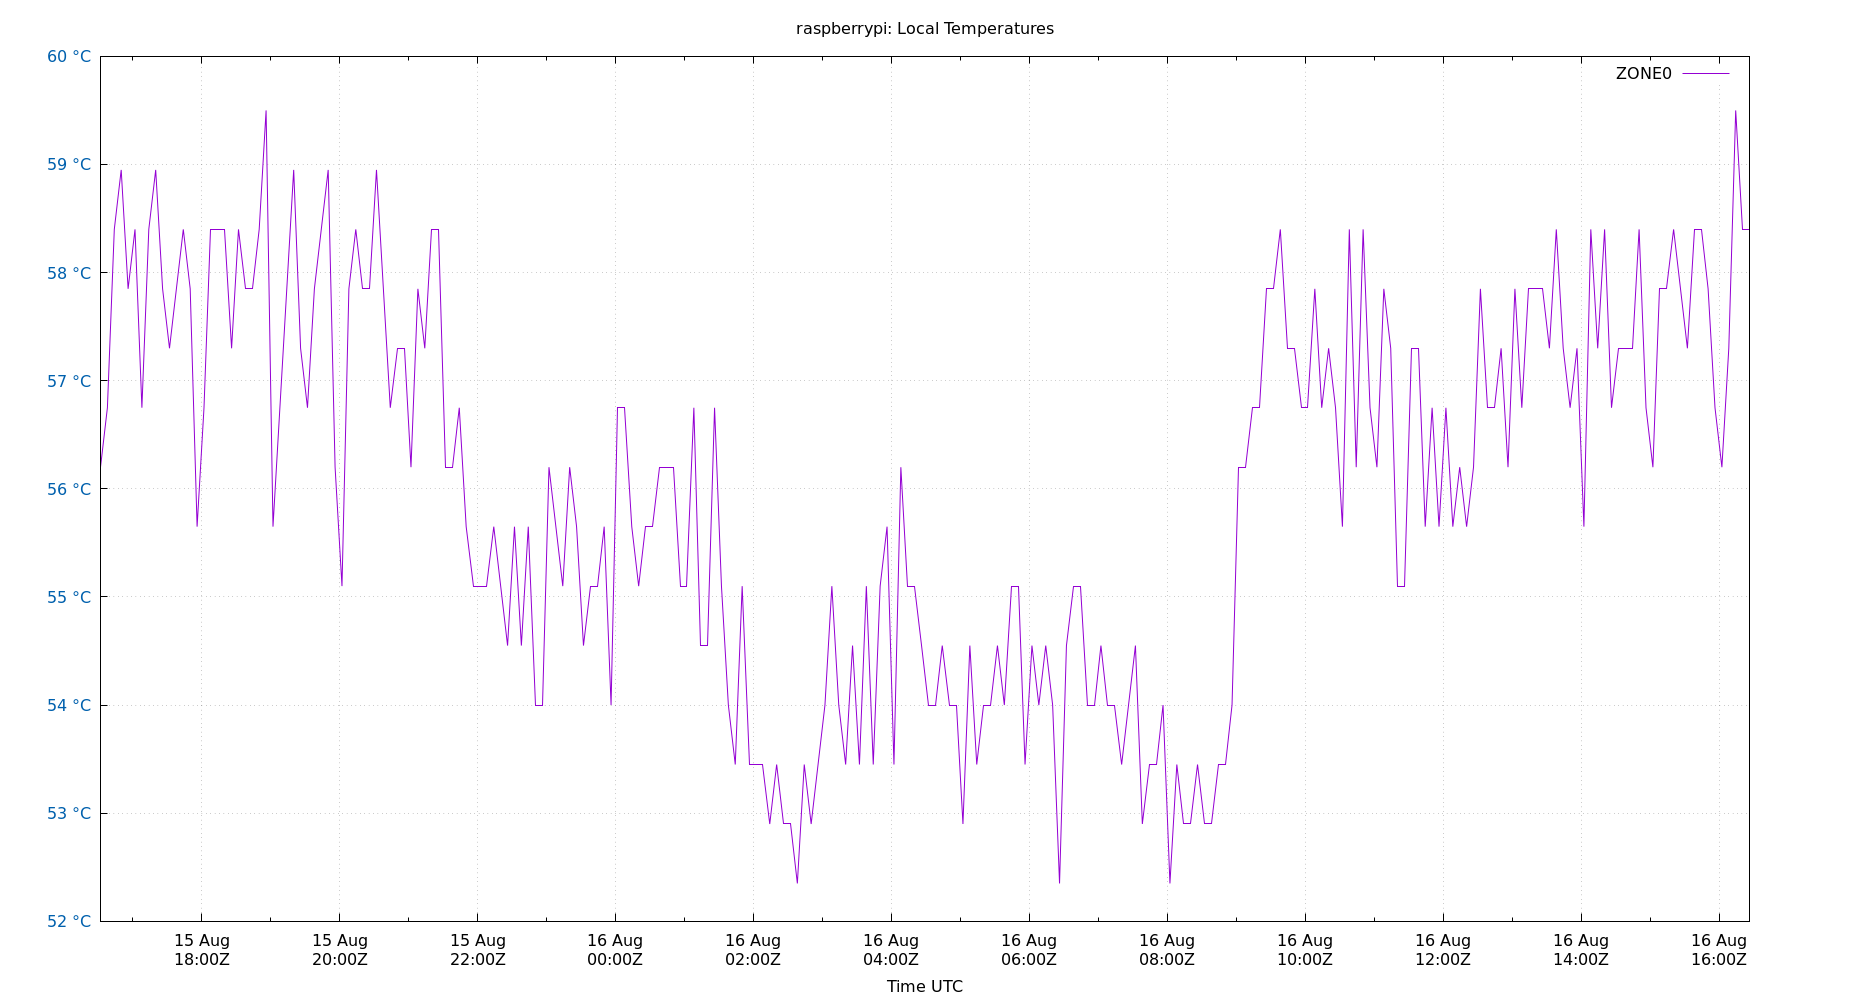 raspberrypi: Local Temperatures
60 °C
ZONE0
59 °C
58 °C
57 °C
56 °C
55 °C
54 °C
53 °C
52 °C
15 Aug 15 Aug 15 Aug 16 Aug 16 Aug 16 Aug 16 Aug 16 Aug 16 Aug 16 Aug 16 Aug 16 Aug
18:00Z 20:00Z 22:00Z 00:00Z 02:00Z 04:00Z 06:00Z 08:00Z 10:00Z 12:00Z 14:00Z 16:00Z
Time UTC